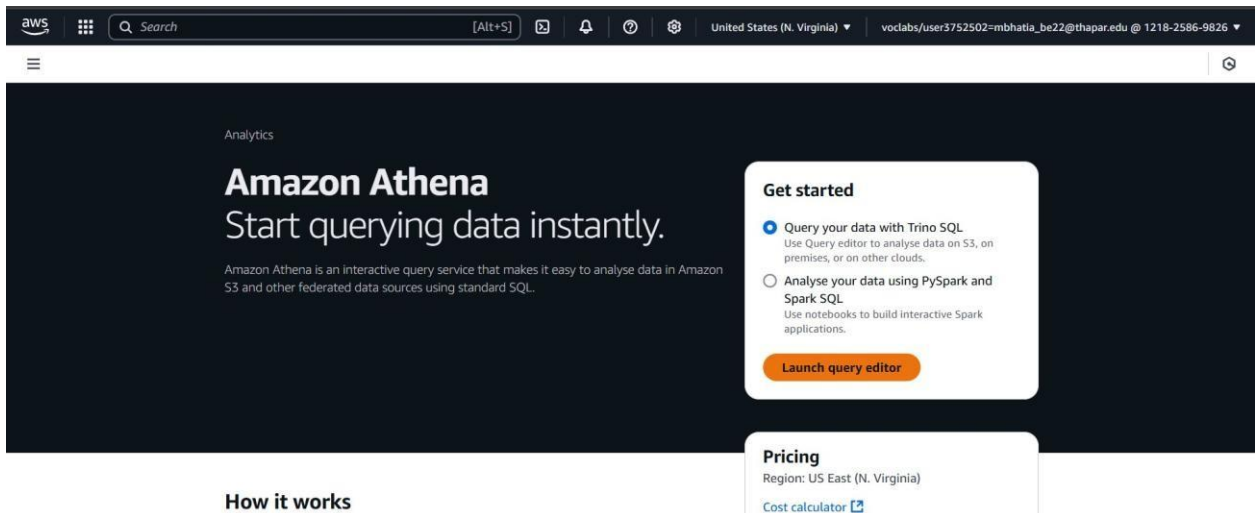 aws
Search [Alt+S]
United States (N. Virginia) ▼
voclabs/user3752502=mbhatia_be22@thapar.edu @ 1218-2586-9826 ▼
Analytics
Amazon Athena
Start querying data instantly.
Amazon Athena is an interactive query service that makes it easy to analyse data in Amazon
S3 and other federated data sources using standard SQL.
Get started
Query your data with Trino SQL
Use Query editor to analyse data on S3, on
premises, or on other clouds.
Analyse your data using PySpark and
Spark SQL
Use notebooks to build interactive Spark
applications.
Launch query editor
How it works
Pricing
Region: US East (N. Virginia)
Cost calculator